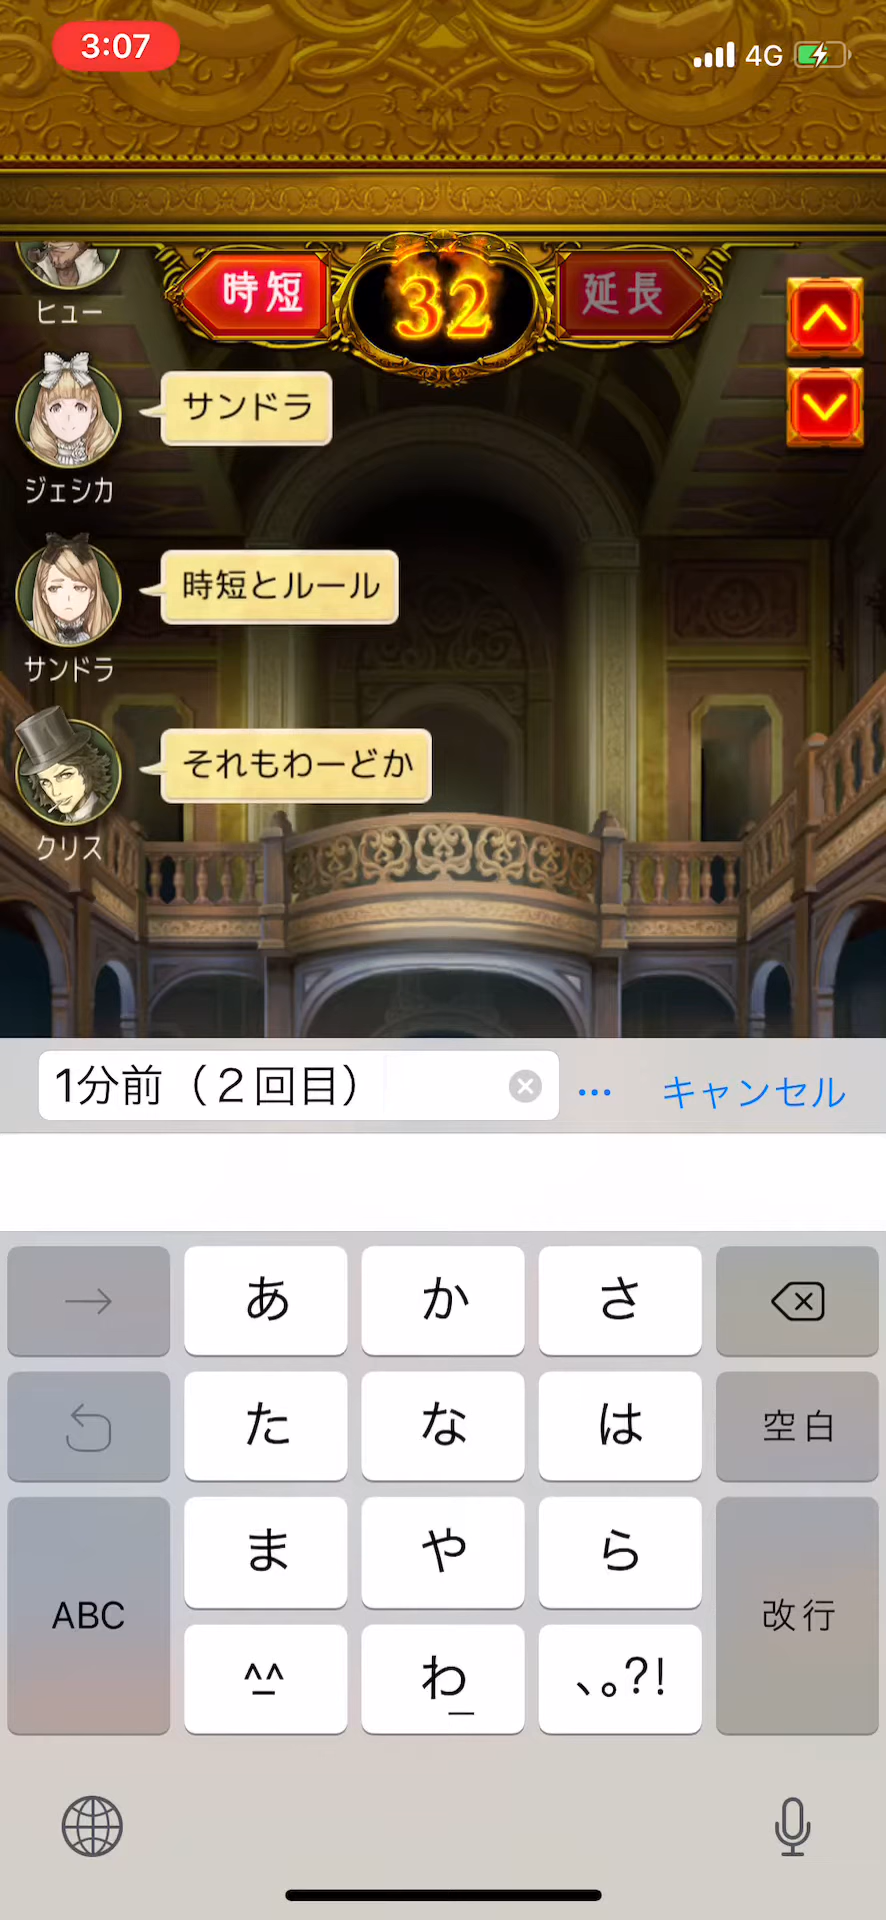 3:07
4G
時短
32
延長
ヒュー
サンドラ
ジェシカ
時短とルール
サンドラ
それもわーどか
クリス
1分前（２回目）
… キャンセル
→ あ か さ
た な は 空白
ま や ら
ABC 改行
^_^ わ_ 、。?!